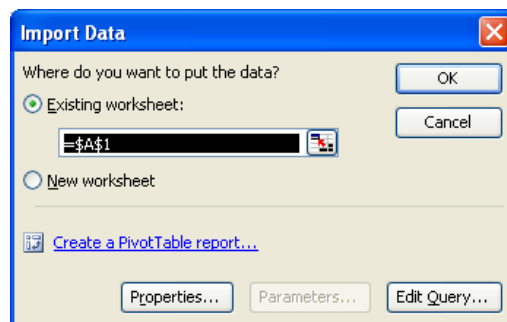 Import Data
Where do you want to put the data?
OK
Existing worksheet:
Cancel
=$A$1
New worksheet
Create a PivotTable report...
Properties... Parameters... Edit Query...